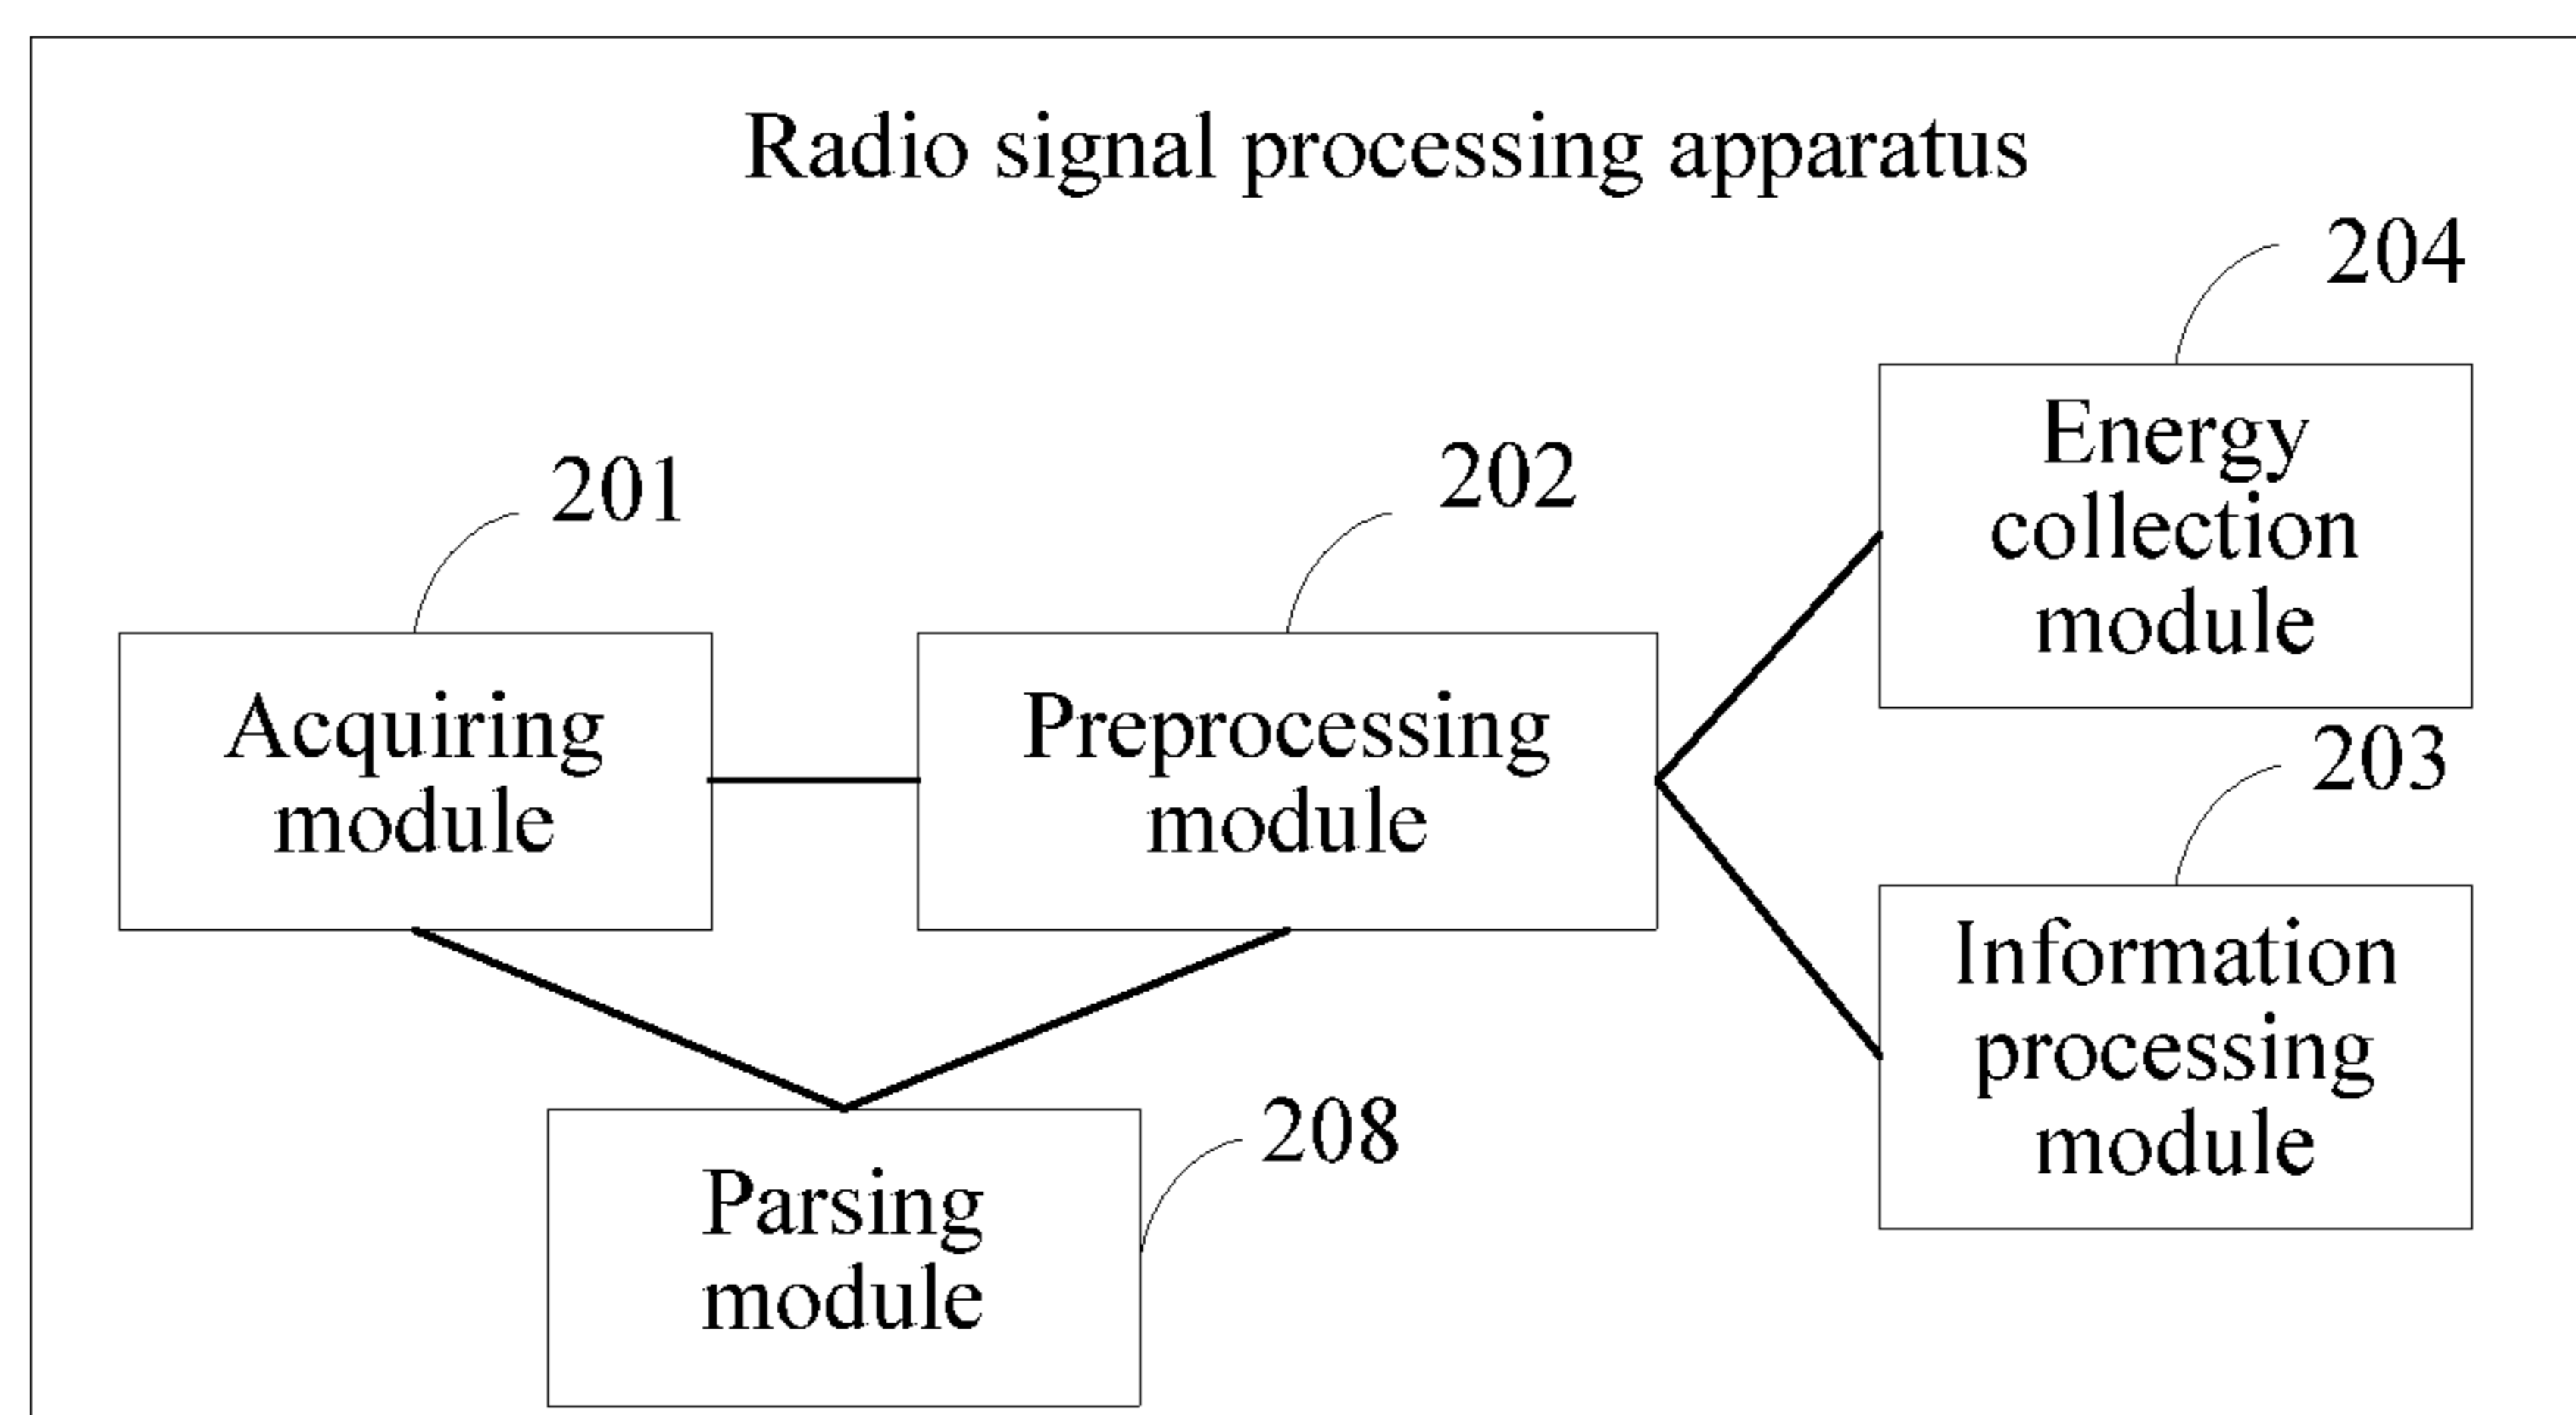 Radio signal processing apparatus
204
Energy
collection
module
201
202
Acquiring
module
Preprocessing
module
203
Information
processing
module
208
Parsing
module